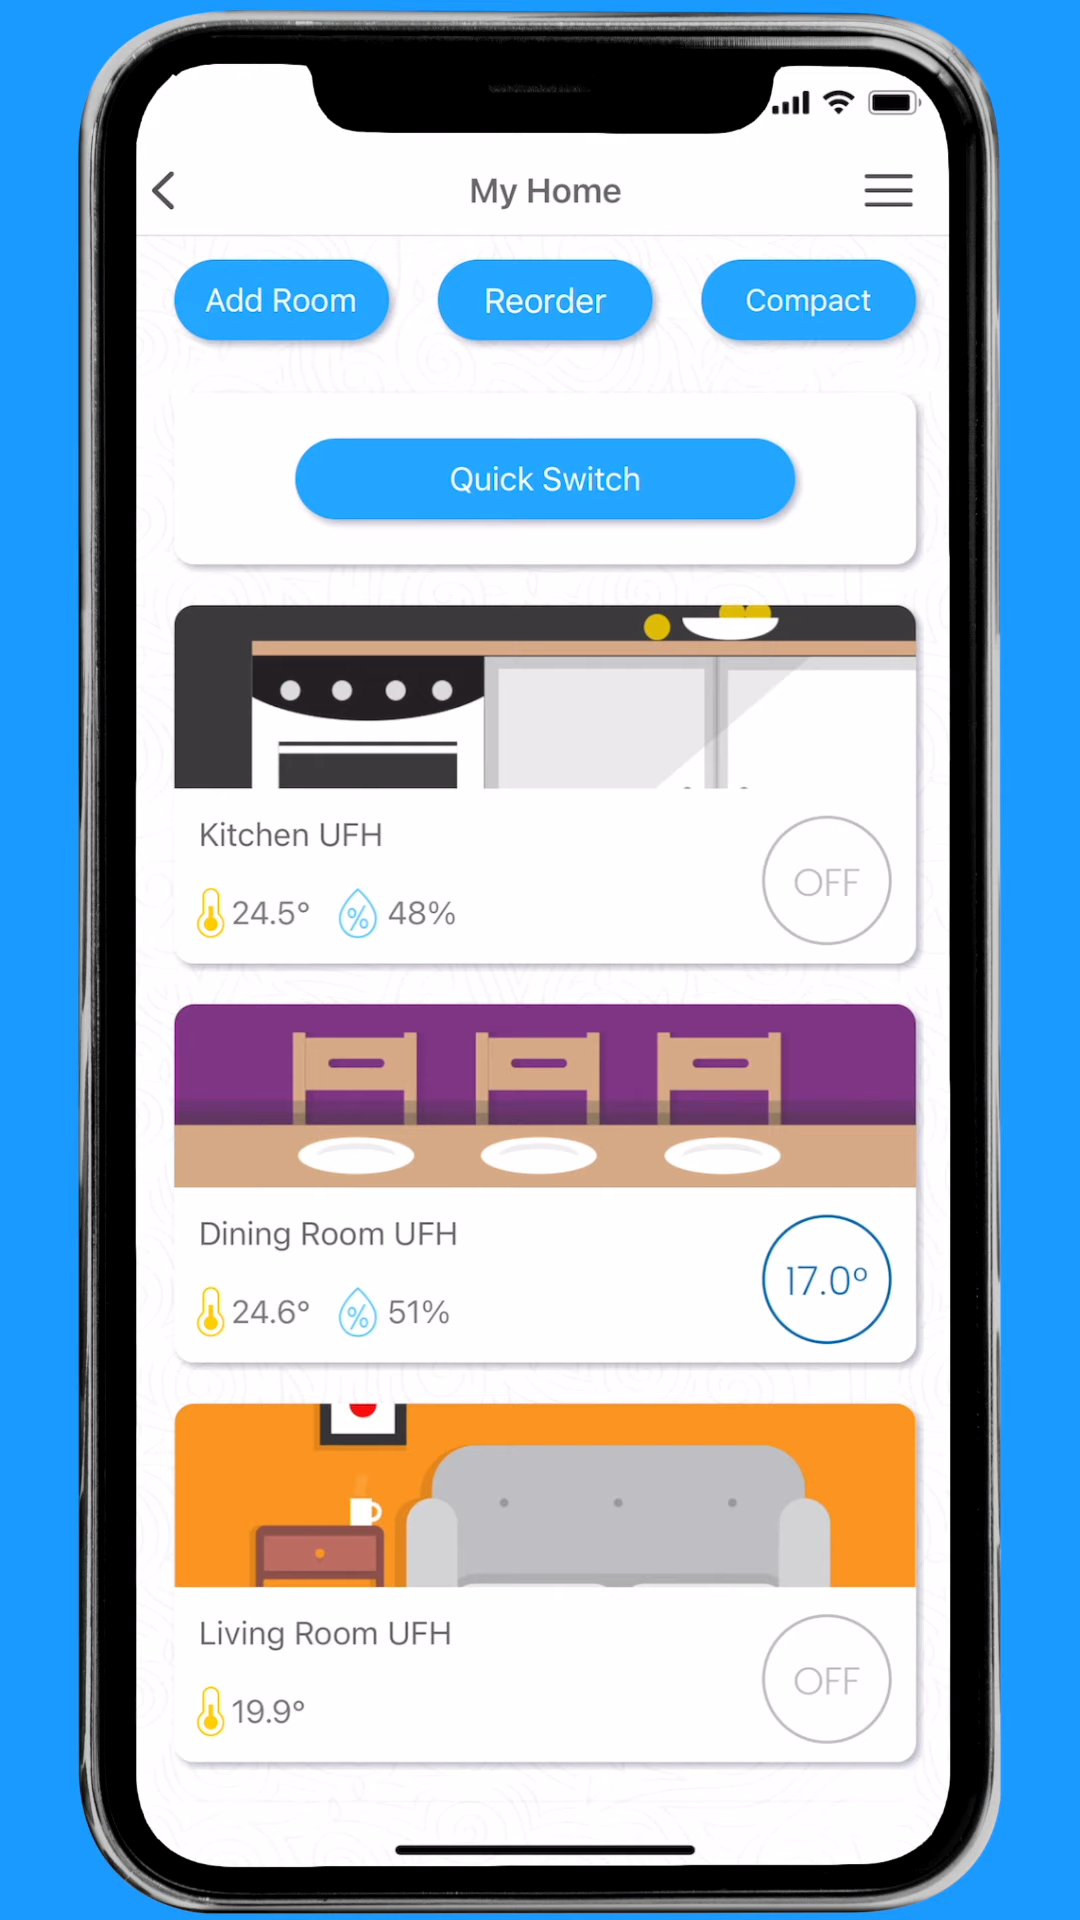 My Home
Add Room
Reorder
Compact
Quick Switch
Kitchen UFH
OFF
24.5°
%
48%
Dining Room UFH
17.0°
24.6°
%
51%
Living Room UFH
OFF
19.9°